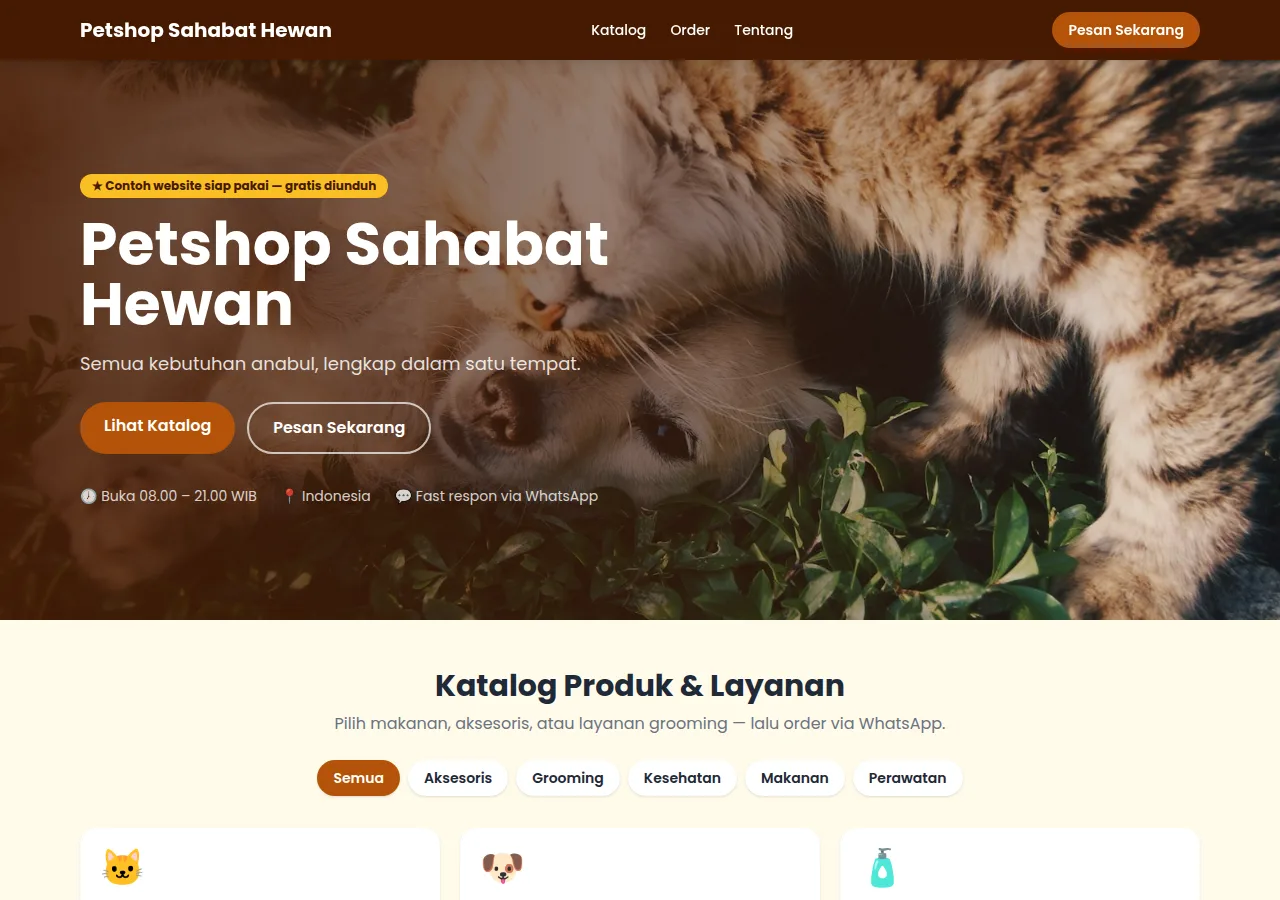 Petshop Sahabat Hewan
Katalog
Order
Tentang
Pesan Sekarang
★ Contoh website siap pakai — gratis diunduh
Petshop Sahabat
Hewan
Semua kebutuhan anabul, lengkap dalam satu tempat.
Lihat Katalog
Pesan Sekarang
Buka 08.00 – 21.00 WIB
Indonesia
Fast respon via WhatsApp
Katalog Produk & Layanan
Pilih makanan, aksesoris, atau layanan grooming — lalu order via WhatsApp.
Semua
Aksesoris
Grooming
Kesehatan
Makanan
Perawatan